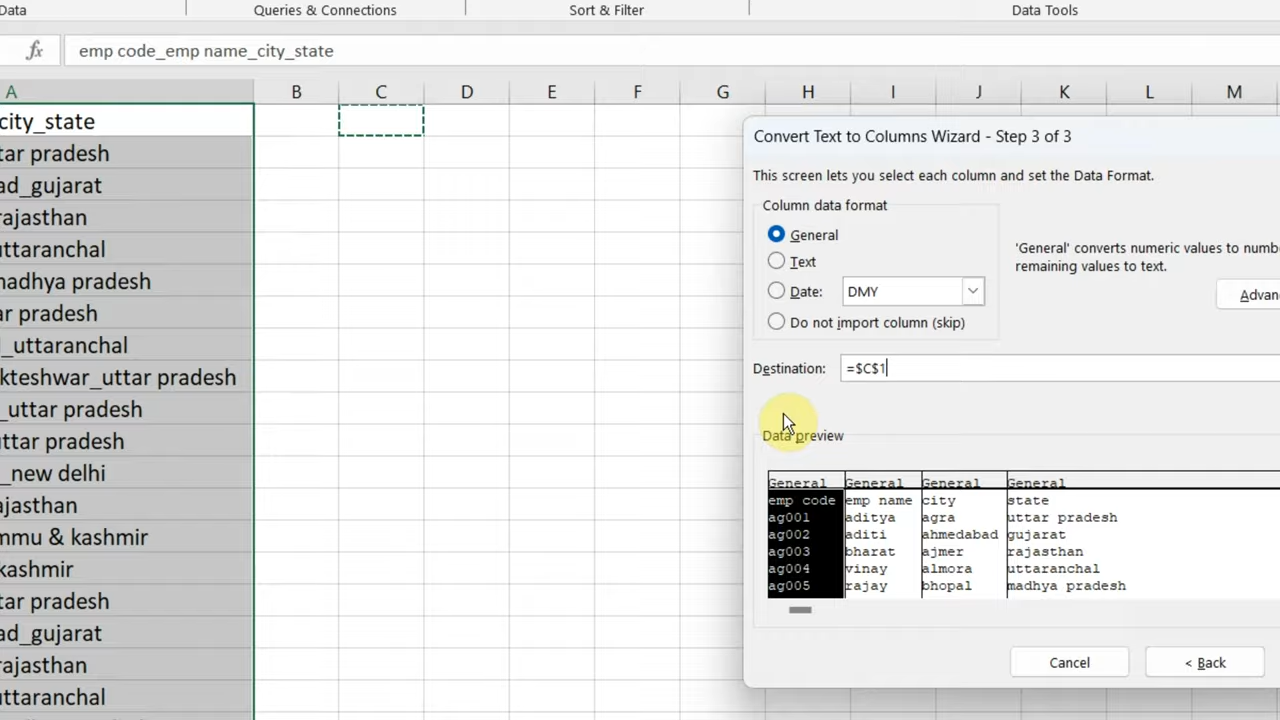 Data
Queries & Connections
Sort & Filter
Data Tools
fx
emp code_emp name_city_state
A B C D E F G H I J K L M
city_state
tar pradesh
ad_gujarat
rajasthan
uttaranchal
madhya pradesh
ar pradesh
_uttaranchal
kteshwar_uttar pradesh
_uttar pradesh
uttar pradesh
_new delhi
ajasthan
mmu & kashmir
kashmir
tar pradesh
ad_gujarat
rajasthan
uttaranchal
Convert Text to Columns Wizard - Step 3 of 3
This screen lets you select each column and set the Data Format.
Column data format
General
Text
Date: DMY
Do not import column (skip)
'General' converts numeric values to numbe
remaining values to text.
Advan
Destination: =$C$1
Data preview
General General General General
emp code emp name city state
ag001 aditya agra uttar pradesh
ag002 aditi ahmedabad gujarat
ag003 bharat ajmer rajasthan
ag004 vinay almora uttaranchal
ag005 rajay bhopal madhya pradesh
Cancel
< Back